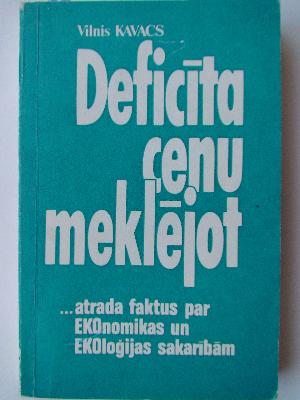 Vilnis KAVACS
Deficīta
cenu
meklējot
...atrada faktus par
EKOnomikas un
EKOloģijas sakarībām